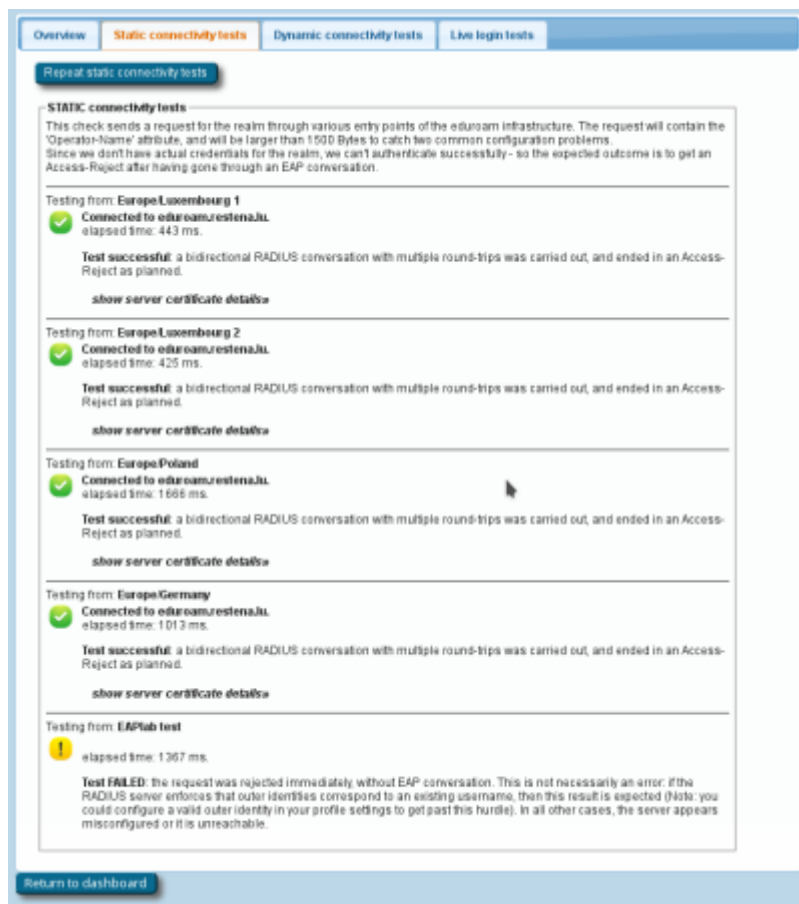 Overview Static connectivity tests Dynamic connectivity tests Live login tests
Repeat static connectivity tests
STATIC connectivity tests
This check sends a request for the realm through various entry points of the eduroam infrastructure. The request will contain the
'Operator-Name' attribute, and will be larger than 1500 Bytes to catch two common configuration problems.
Since we don't have actual credentials for the realm, we can't authenticate successfully - so the expected outcome is to get an
Access-Reject after having gone through an EAP conversation.
Testing from: Europe/Luxembourg 1
Connected to eduroam.restena.lu.
elapsed time: 443 ms.
Test successful: a bidirectional RADIUS conversation with multiple round-trips was carried out, and ended in an Access-
Reject as planned.
show server certificate details»
Testing from: Europe/Luxembourg 2
Connected to eduroam.restena.lu.
elapsed time: 425 ms.
Test successful: a bidirectional RADIUS conversation with multiple round-trips was carried out, and ended in an Access-
Reject as planned.
show server certificate details»
Testing from: Europe/Poland
Connected to eduroam.restena.lu.
elapsed time: 1666 ms.
Test successful: a bidirectional RADIUS conversation with multiple round-trips was carried out, and ended in an Access-
Reject as planned.
show server certificate details»
Testing from: Europe/Germany
Connected to eduroam.restena.lu.
elapsed time: 1013 ms.
Test successful: a bidirectional RADIUS conversation with multiple round-trips was carried out, and ended in an Access-
Reject as planned.
show server certificate details»
Testing from: EAPlab test
elapsed time: 1367 ms.
Test FAILED: the request was rejected immediately, without EAP conversation. This is not necessarily an error: if the
RADIUS server enforces that outer identities correspond to an existing username, then this result is expected (Note: you
could configure a valid outer identity in your profile settings to get past this hurdle). In all other cases, the server appears
misconfigured or it is unreachable.
Return to dashboard